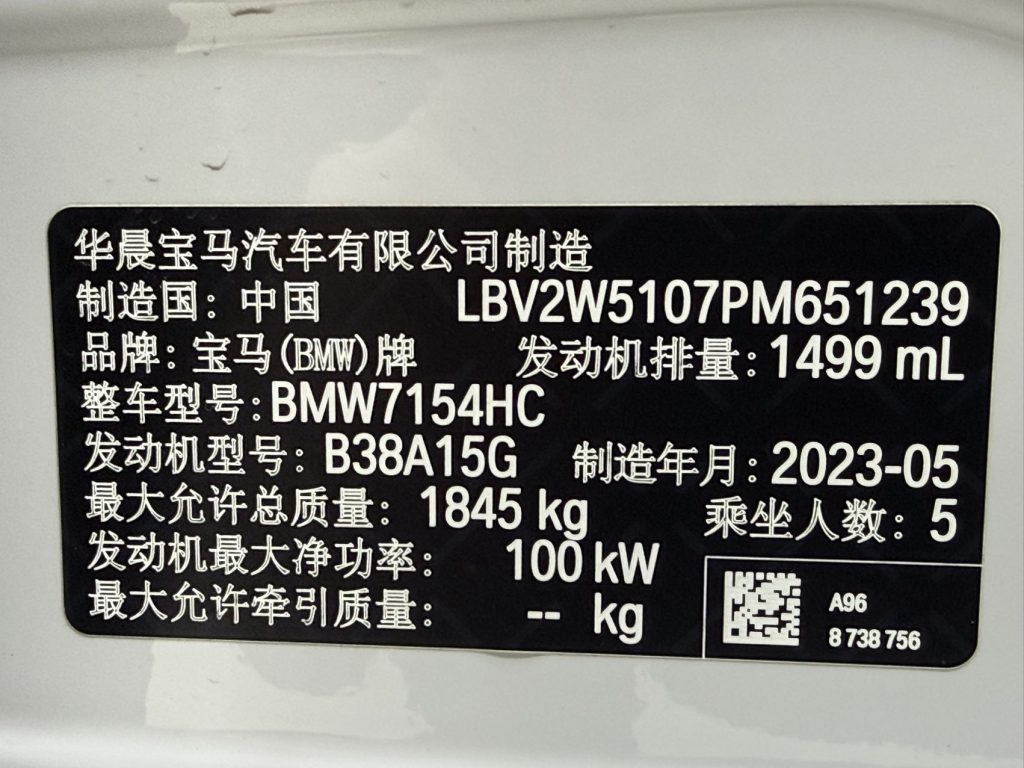 华晨宝马汽车有限公司制造
制造国：中国 LBV2W5107PM651239
品牌：宝马(BMW)牌 发动机排量：1499 mL
整车型号：BMW7154HC
发动机型号：B38A15G 制造年月：2023-05
最大允许总质量：1845 kg 乘坐人数：5
发动机最大净功率：100 kW
最大允许牵引质量：-- kg
A96
8 738 756